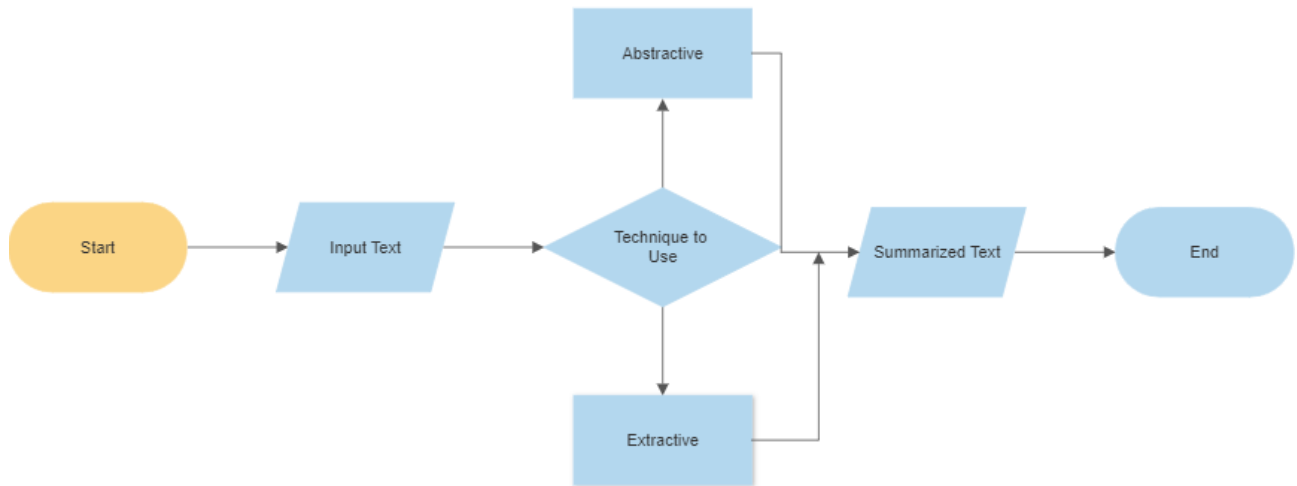 Abstractive
Start
Input Text
Technique to
Use
Summarized Text
End
Extractive